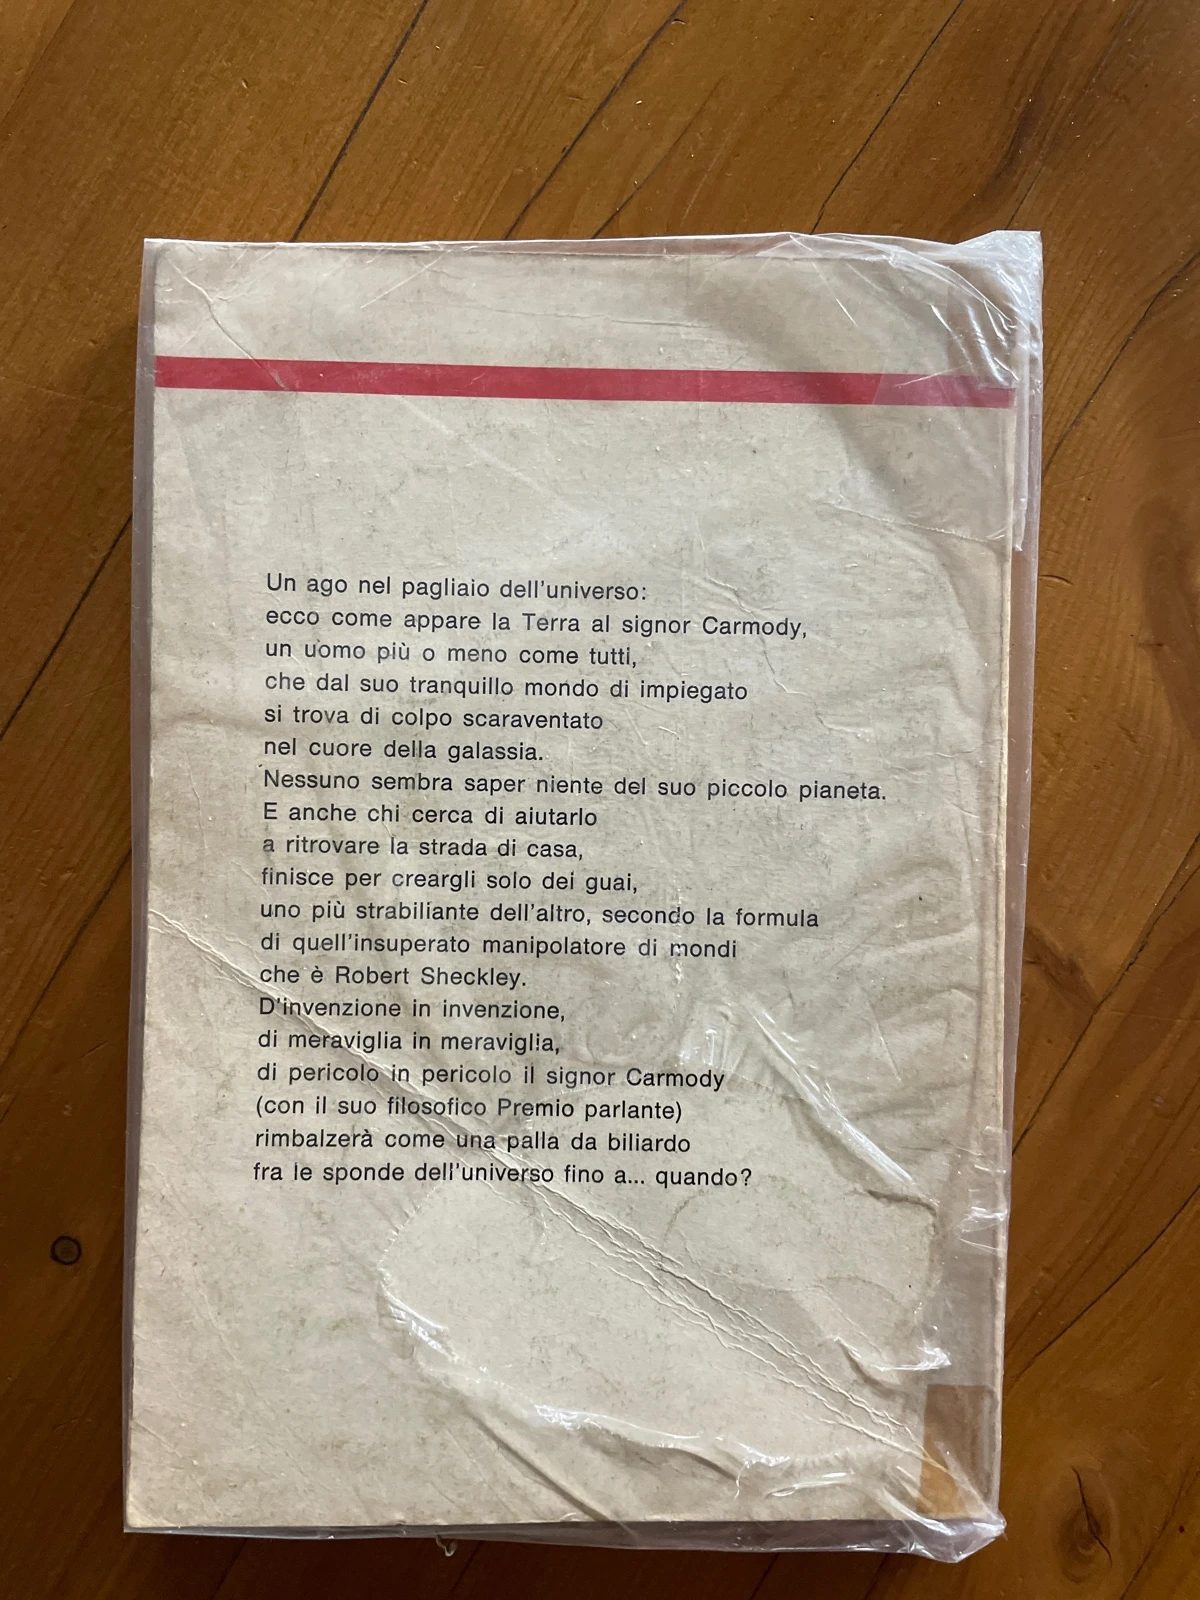 Un ago nel pagliaio dell'universo:
ecco come appare la Terra al signor Carmody,
un uomo più o meno come tutti,
che dal suo tranquillo mondo di impiegato
si trova di colpo scaraventato
nel cuore della galassia.
Nessuno sembra saper niente del suo piccolo pianeta.
E anche chi cerca di aiutarlo
a ritrovare la strada di casa,
finisce per creargli solo dei guai,
uno più strabiliante dell'altro, secondo la formula
di quell'insuperato manipolatore di mondi
che è Robert Sheckley.
D'invenzione in invenzione,
di meraviglia in meraviglia,
di pericolo in pericolo il signor Carmody
(con il suo filosofico Premio parlante)
rimbalzerà come una palla da biliardo
fra le sponde dell'universo fino a... quando?